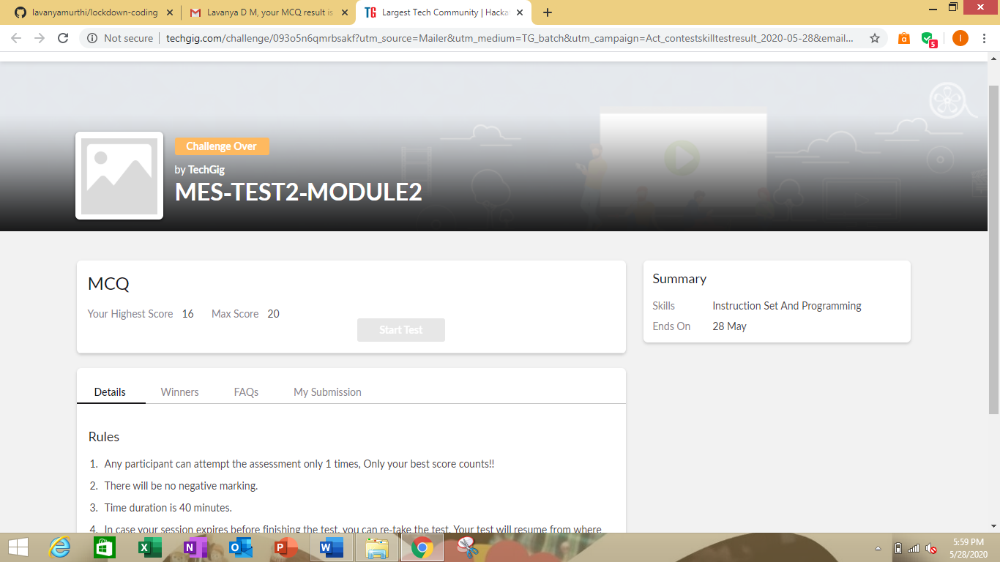 lavanyamurthi/lockdown-coding
Lavanya D M, your MCQ result is
TG Largest Tech Community | Hacka
Not secure | techgig.com/challenge/093o5n6qmrbsakf?utm_source=Mailer&utm_medium=TG_batch&utm_campaign=Act_contestskilltestresult_2020-05-28&email...
5
I
Challenge Over
by TechGig
MES-TEST2-MODULE2
MCQ
Your Highest Score 16 Max Score 20
Start Test
Summary
Skills Instruction Set And Programming
Ends On 28 May
Details Winners FAQs My Submission
Rules
1. Any participant can attempt the assessment only 1 times, Only your best score counts!!
2. There will be no negative marking.
3. Time duration is 40 minutes.
4. In case your session expires before finishing the test, you can re-take the test. Your test will resume from where
5:59 PM
5/28/2020